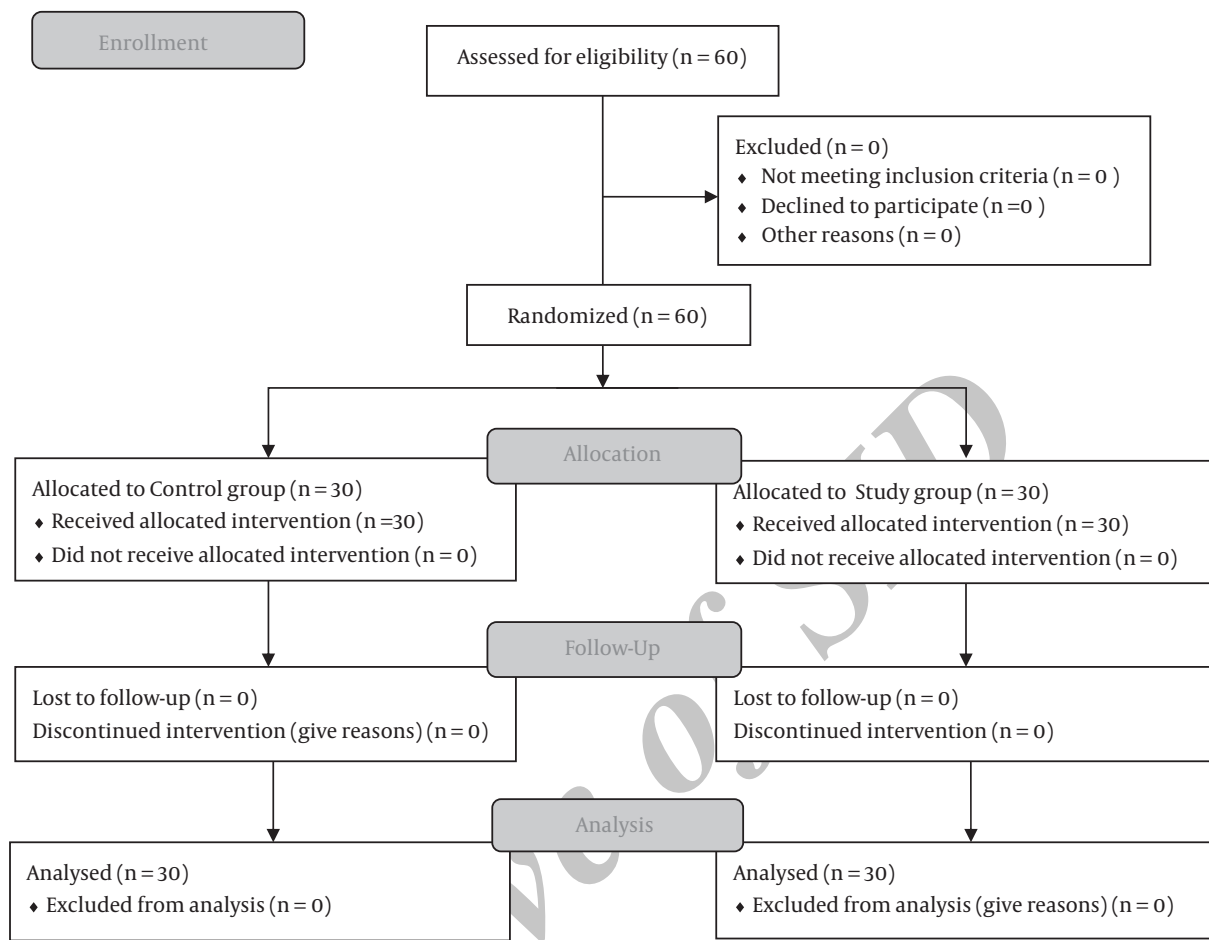 Enrollment
Assessed for eligibility (n = 60)
Excluded (n = 0)
♦ Not meeting inclusion criteria (n = 0 )
♦ Declined to participate (n =0 )
♦ Other reasons (n = 0)
Randomized (n = 60)
Allocation
Allocated to Control group (n = 30)
♦ Received allocated intervention (n =30)
♦ Did not receive allocated intervention (n = 0)
Allocated to Study group (n = 30)
♦ Received allocated intervention (n = 30)
♦ Did not receive allocated intervention (n = 0)
Follow-Up
Lost to follow-up (n = 0)
Discontinued intervention (give reasons) (n = 0)
Lost to follow-up (n = 0)
Discontinued intervention (n = 0)
Analysis
Analysed (n = 30)
♦ Excluded from analysis (n = 0)
Analysed (n = 30)
♦ Excluded from analysis (give reasons) (n = 0)
of SID